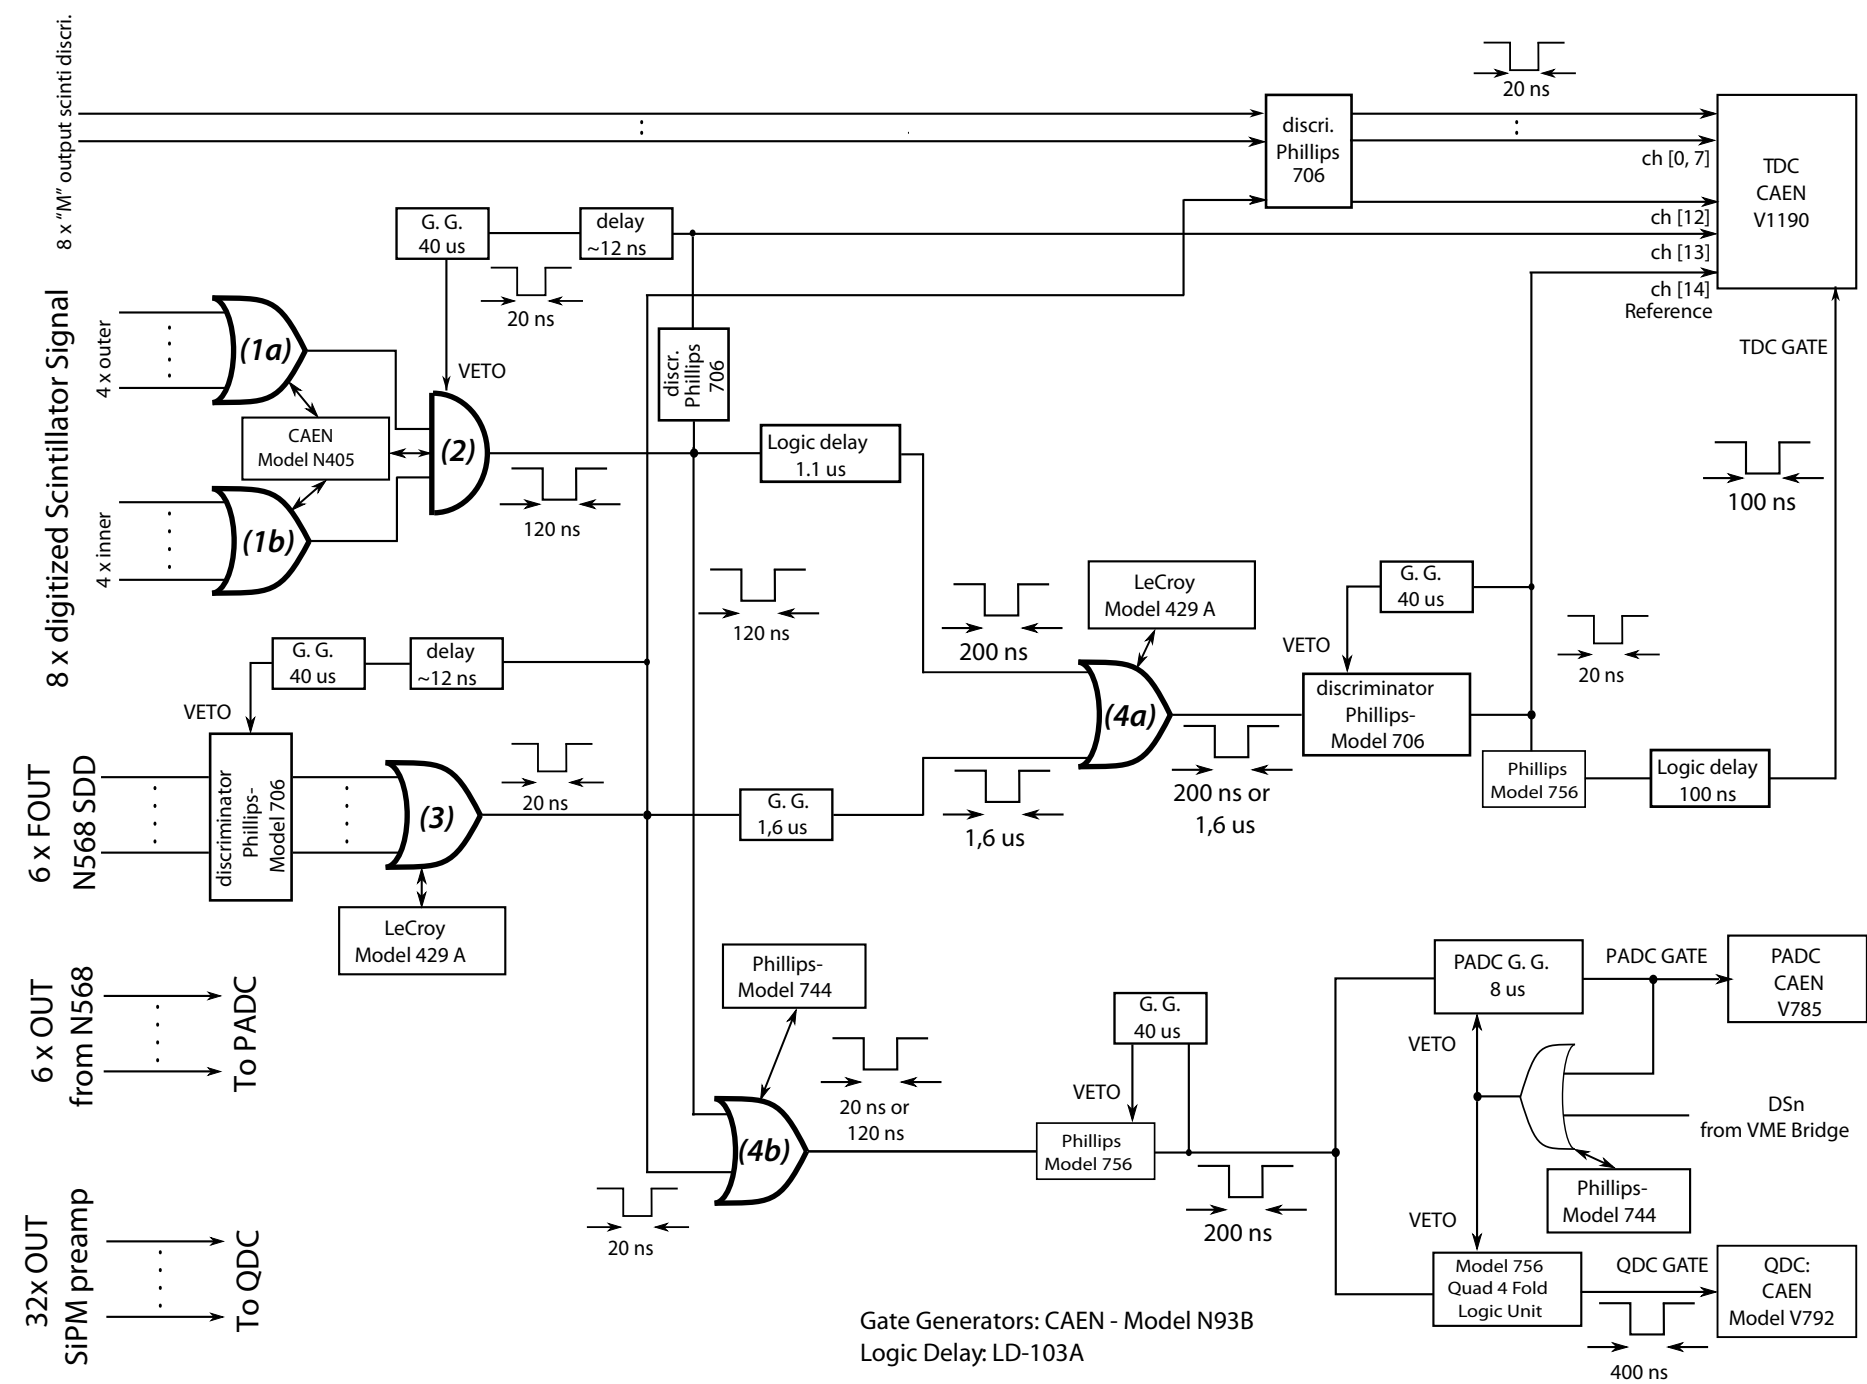 8 x "M" output scinti discri.
20 ns
discri.
Phillips
706
ch [0, 7]
TDC
CAEN
V1190
ch [12]
ch [13]
ch [14]
Reference
TDC GATE
G. G.
40 us
delay
~12 ns
20 ns
VETO
discr.
Phillips
706
8 x digitized Scintillator Signal
4 x outer
(1a)
CAEN
Model N405
(2)
4 x inner
(1b)
120 ns
Logic delay
1.1 us
100 ns
120 ns
200 ns
LeCroy
Model 429 A
G. G.
40 us
VETO
20 ns
G. G.
40 us
delay
~12 ns
VETO
(4a)
discriminator
Phillips-
Model 706
6 x FOUT
N568 SDD
discriminator
Phillips-
Model 706
(3)
20 ns
G. G.
1,6 us
1,6 us
200 ns or
1,6 us
Phillips
Model 756
Logic delay
100 ns
LeCroy
Model 429 A
6 x OUT
from N568
To PADC
Phillips-
Model 744
20 ns or
120 ns
G. G.
40 us
VETO
PADC G. G.
8 us
PADC GATE
PADC
CAEN
V785
VETO
DSn
from VME Bridge
(4b)
Phillips
Model 756
200 ns
Phillips-
Model 744
VETO
32x OUT
SiPM preamp
To QDC
20 ns
Model 756
Quad 4 Fold
Logic Unit
QDC GATE
QDC:
CAEN
Model V792
400 ns
Gate Generators: CAEN - Model N93B
Logic Delay: LD-103A